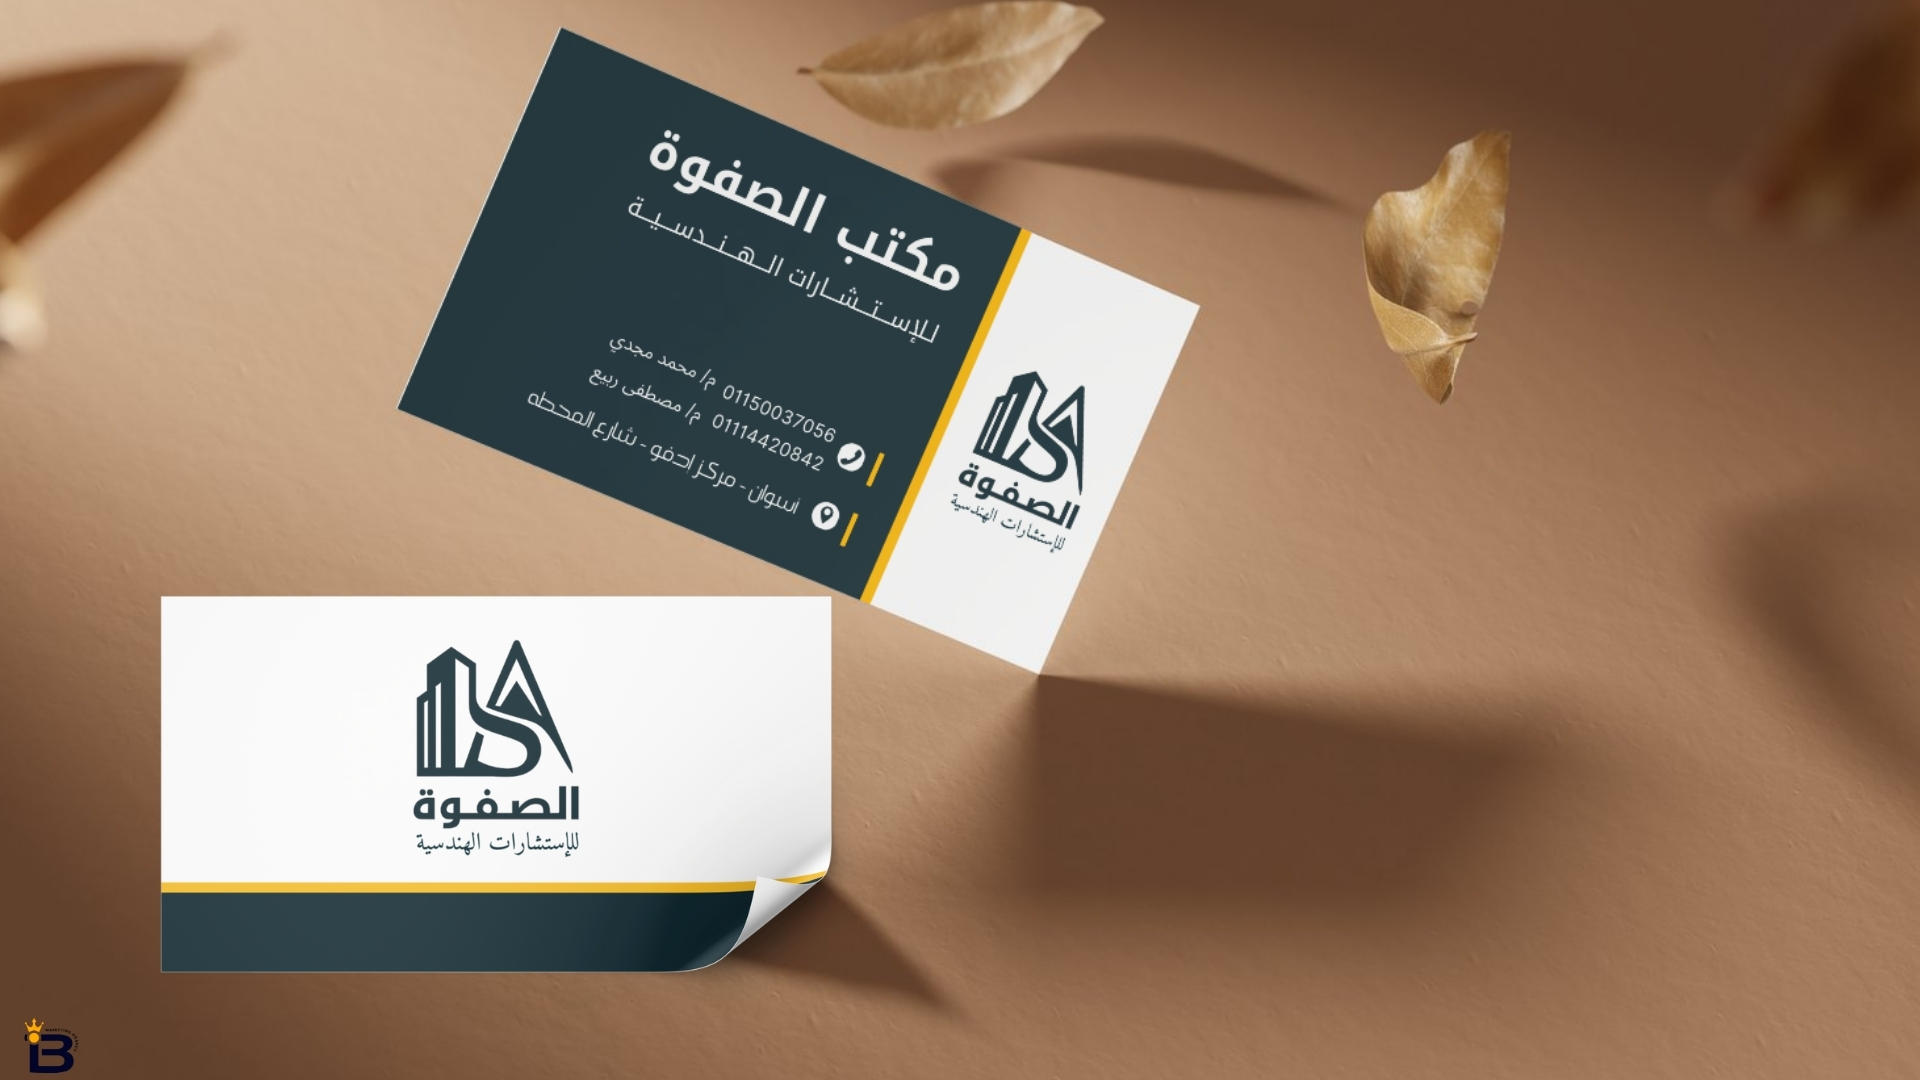 مكتب الصفوة
للإستشارات الهندسية
01150037056 م/ محمد مجدي
01114420842 م/ مصطفى ربيع
اسوان - مركز ادفو - شارع المحطه
الصفوة
للإستشارات الهندسية
الصفوة
للإستشارات الهندسية
B